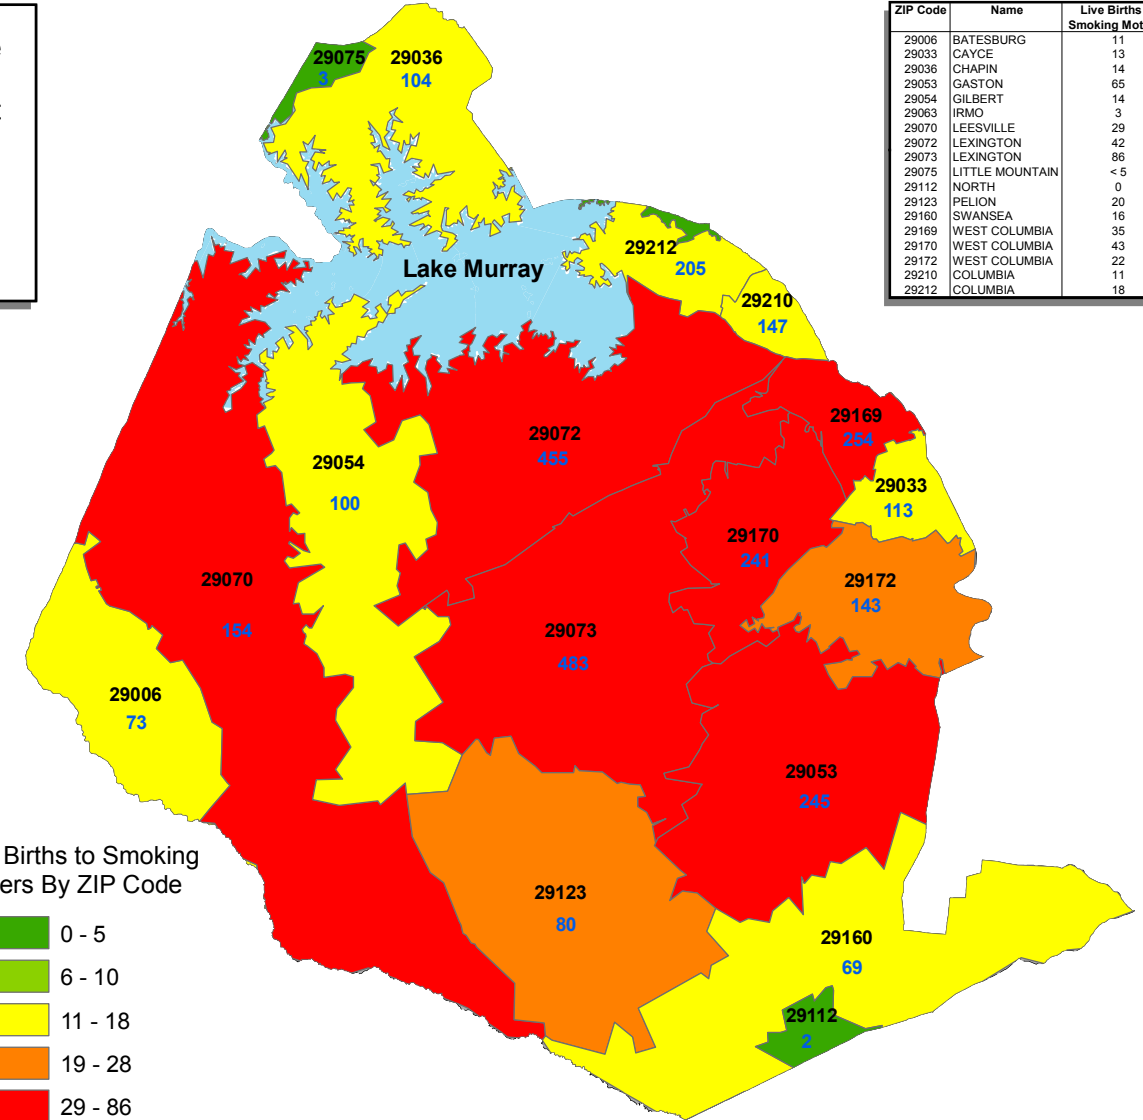 ZIP Code Name Live Births
Smoking Mot
29006 BATESBURG 11
29033 CAYCE 13
29036 CHAPIN 14
29053 GASTON 65
29054 GILBERT 14
29063 IRMO 3
29070 LEESVILLE 29
29072 LEXINGTON 42
29073 LEXINGTON 86
29075 LITTLE MOUNTAIN < 5
29112 NORTH 0
29123 PELION 20
29160 SWANSEA 16
29169 WEST COLUMBIA 35
29170 WEST COLUMBIA 43
29172 WEST COLUMBIA 22
29210 COLUMBIA 11
29212 COLUMBIA 18
29075
3
29036
104
29212
205
Lake Murray
29210
147
29169
254
29072
455
29054
100
29033
113
29170
241
29172
143
29070
154
29073
483
29006
73
29053
245
29123
80
29160
69
29112
2
Births to Smoking
ers By ZIP Code
0 - 5
6 - 10
11 - 18
19 - 28
29 - 86